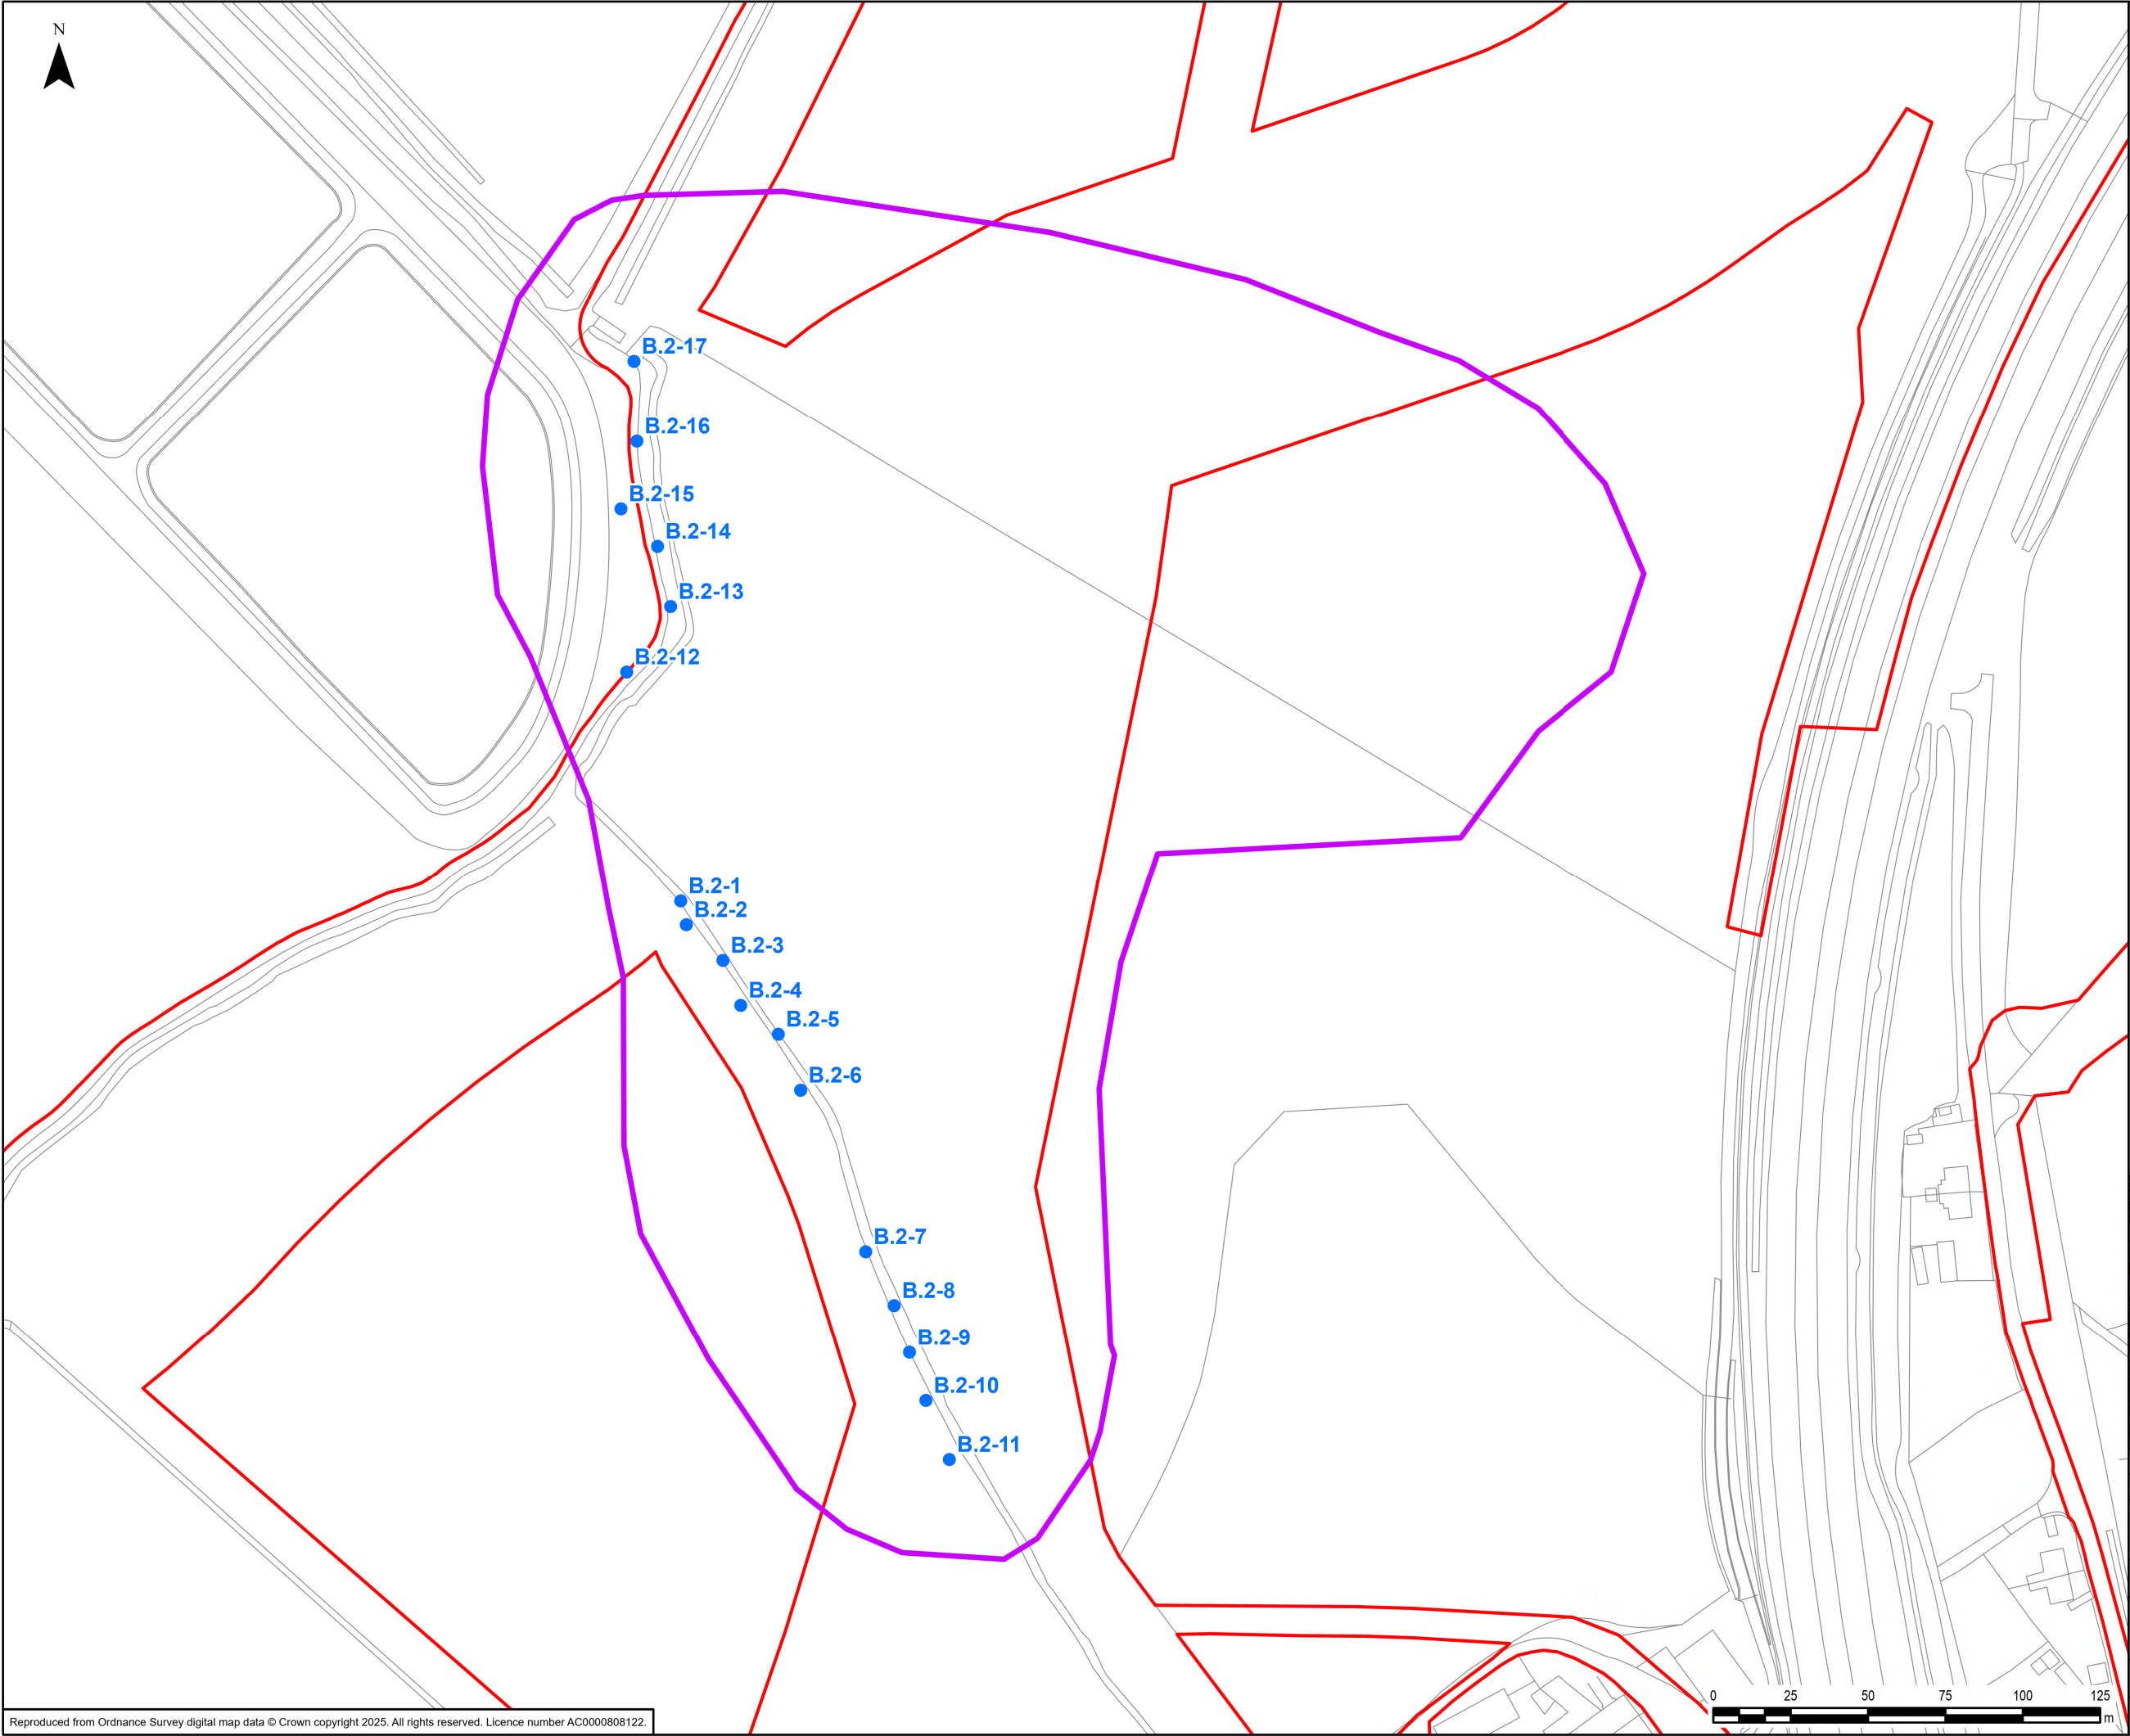 N
B.2-17
B.2-16
B.2-15
B.2-14
B.2-13
B.2-12
B.2-1
B.2-2
B.2-3
B.2-4
B.2-5
B.2-6
B.2-7
B.2-8
B.2-9
B.2-10
B.2-11
0 25 50 75 100 125
m
Reproduced from Ordnance Survey digital map data © Crown copyright 2025. All rights reserved. Licence number AC0000808122.